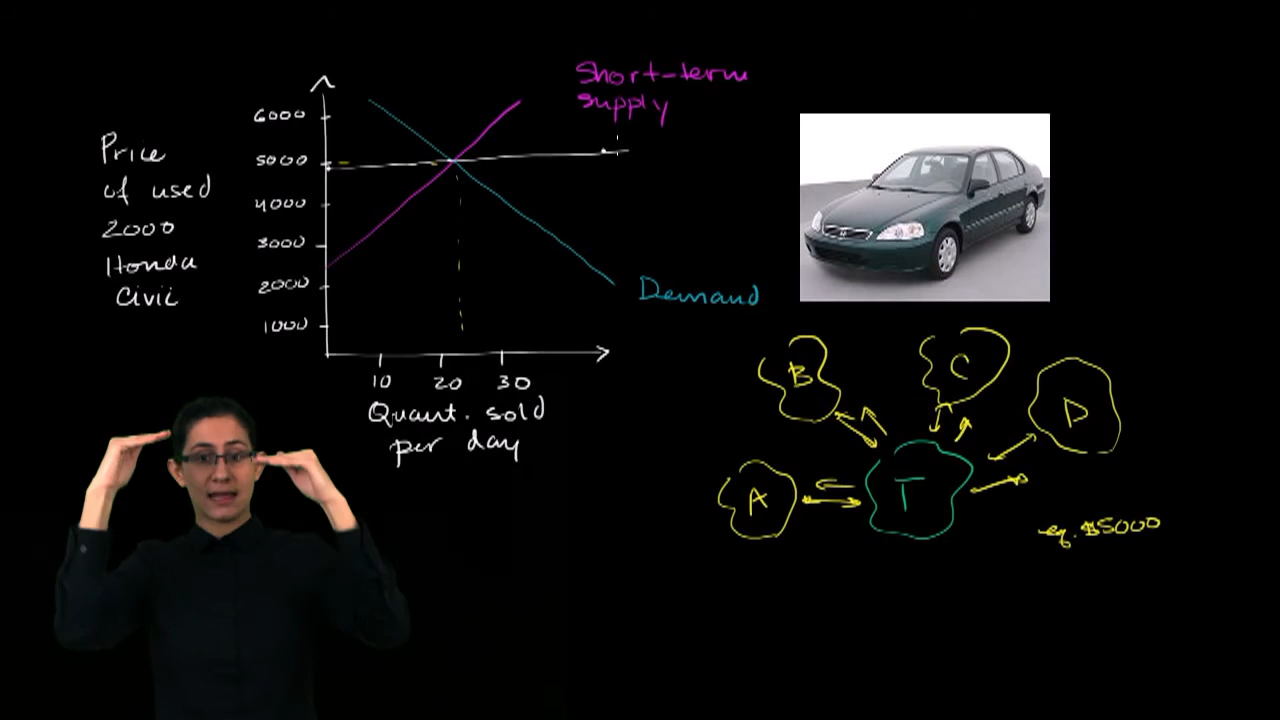 Short-term
supply
Price
of used
2000
Honda
Civic
6000
5000
4000
3000
2000
1000
Demand
10 20 30
Quant. sold
per day
B
C
D
A
T
eq. $5000